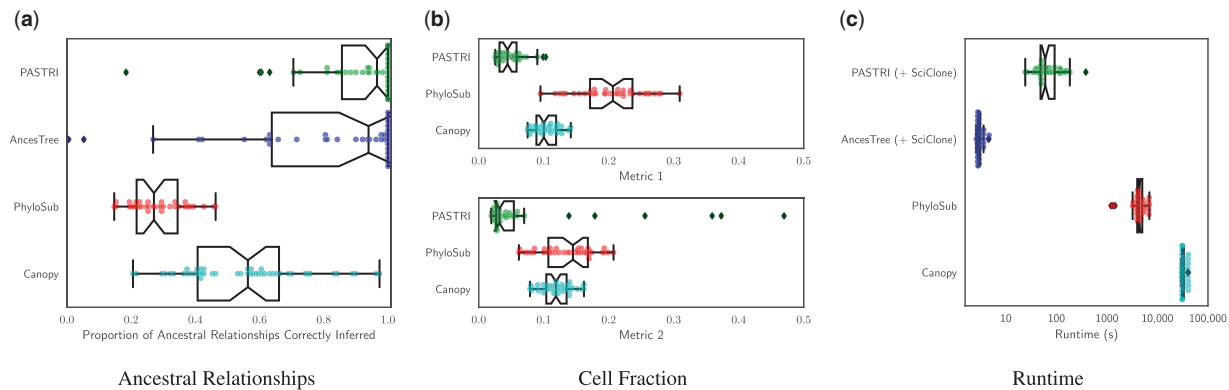 (a)
PASTRI
AncesTree
PhyloSub
Canopy
0.0 0.2 0.4 0.6 0.8 1.0
Proportion of Ancestral Relationships Correctly Inferred
Ancestral Relationships
(b)
PASTRI
PhyloSub
Canopy
0.0 0.1 0.2 0.3 0.4 0.5
Metric 1
PASTRI
PhyloSub
Canopy
0.0 0.1 0.2 0.3 0.4 0.5
Metric 2
Cell Fraction
(c)
PASTRI (+ SciClone)
AncesTree (+ SciClone)
PhyloSub
Canopy
10 100 1000 10,000 100,000
Runtime (s)
Runtime